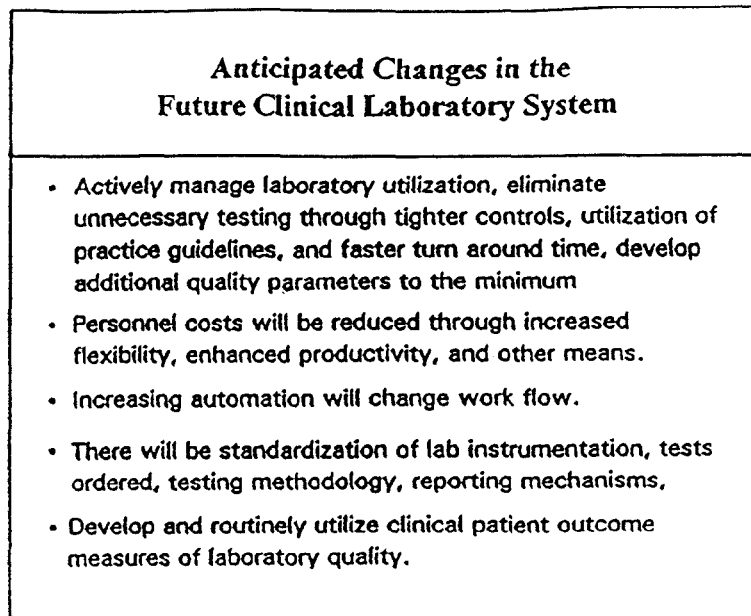 Anticipated Changes in the
Future Clinical Laboratory System
• Actively manage laboratory utilization, eliminate
unnecessary testing through tighter controls, utilization of
practice guidelines, and faster turn around time, develop
additional quality parameters to the minimum
• Personnel costs will be reduced through increased
flexibility, enhanced productivity, and other means.
• Increasing automation will change work flow.
• There will be standardization of lab instrumentation, tests
ordered, testing methodology, reporting mechanisms,
• Develop and routinely utilize clinical patient outcome
measures of laboratory quality.